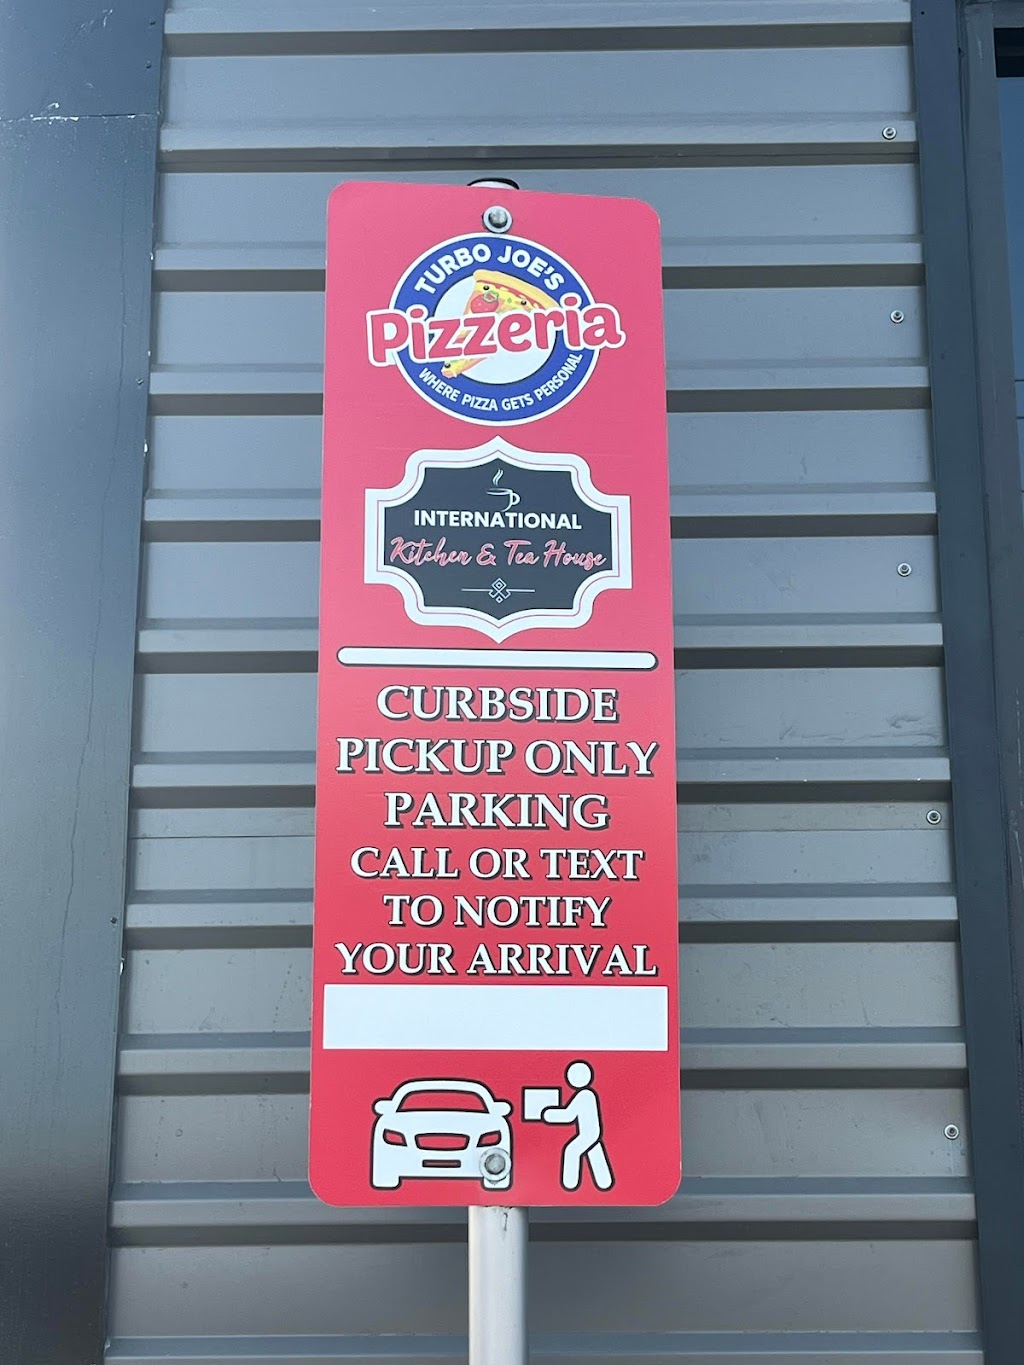 TURBO JOE'S
Pizzeria
WHERE PIZZA GETS PERSONAL
INTERNATIONAL
Kitchen & Tea House
CURBSIDE
PICKUP ONLY
PARKING
CALL OR TEXT
TO NOTIFY
YOUR ARRIVAL